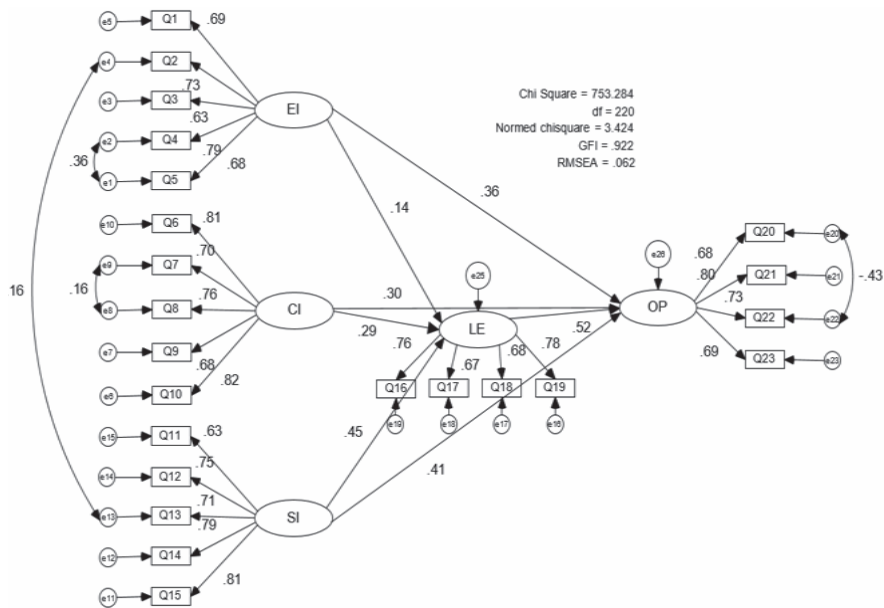 e5
Q1
.69
e4
Q2
.73
e3
Q3
.63
e2
Q4
.79
.36
e1
Q5
.68
EI
Chi Square = 753.284
df = 220
Normed chisquare = 3.424
GFI = .922
RMSEA = .062
.14
.36
e10
Q6
.81
e9
Q7
.70
.16
e8
Q8
.76
e7
Q9
.68
e6
Q10
.82
CI
.30
.29
16
e25
LE
.76
.67
.68
.78
Q16
Q17
Q18
Q19
e19
e18
e17
e16
e26
OP
.52
.68
Q20
e20
.80
Q21
e21
-.43
.73
Q22
e22
.69
Q23
e23
e15
Q11
.63
e14
Q12
.75
e13
Q13
.71
e12
Q14
.79
e11
Q15
.81
SI
.45
.41